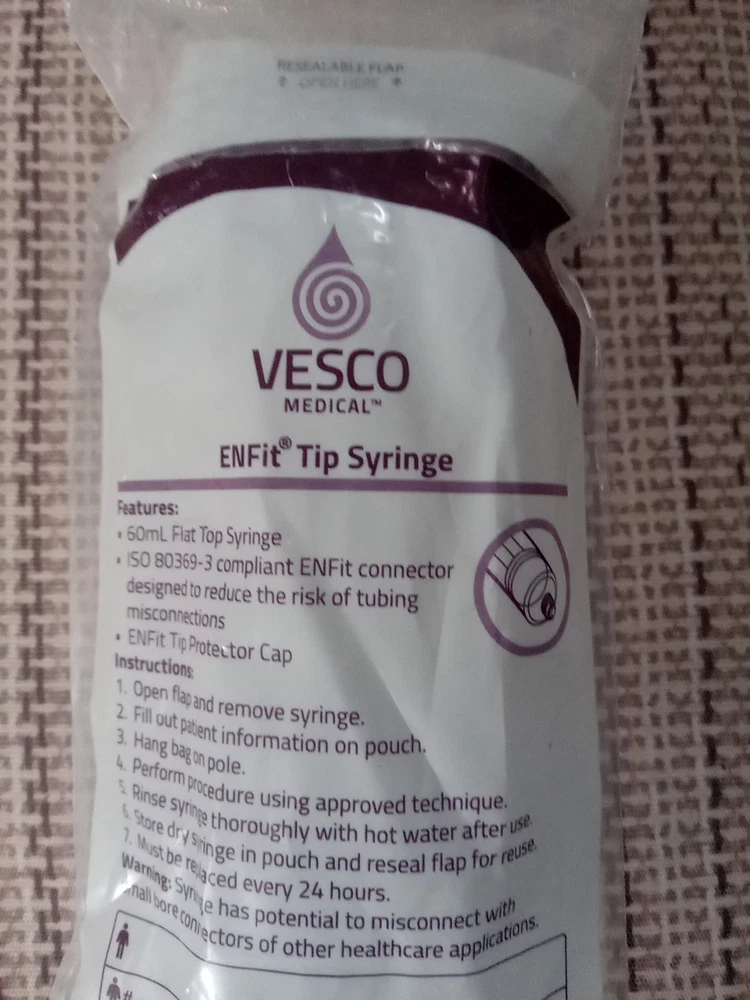 RESEALABLE FLAP
OPEN HERE
VESCO
MEDICAL™
ENFit® Tip Syringe
Features:
• 60mL Flat Top Syringe
• ISO 80369-3 compliant ENFit connector
designed to reduce the risk of tubing
misconnections
• ENFit Tip Protector Cap
Instructions:
1. Open flap and remove syringe.
2. Fill out patient information on pouch.
3. Hang bag on pole.
4. Perform procedure using approved technique.
5. Rinse syringe thoroughly with hot water after use.
6. Store dry syringe in pouch and reseal flap for reuse.
7. Must be replaced every 24 hours.
Warning: Syringe has potential to misconnect with
small bore connectors of other healthcare applications.
#